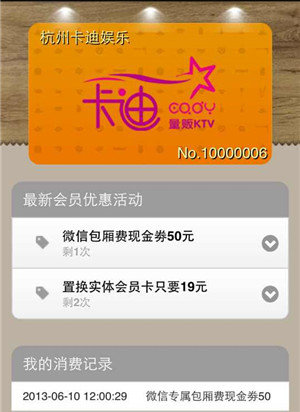 杭州卡迪娱乐
卡迪
CADY
量贩KTV
No.10000006
最新会员优惠活动
微信包厢费现金劵50元
剩1次
置换实体会员卡只要19元
剩2次
我的消费记录
2013-06-10 12:00:29 微信专属包厢费现金劵50